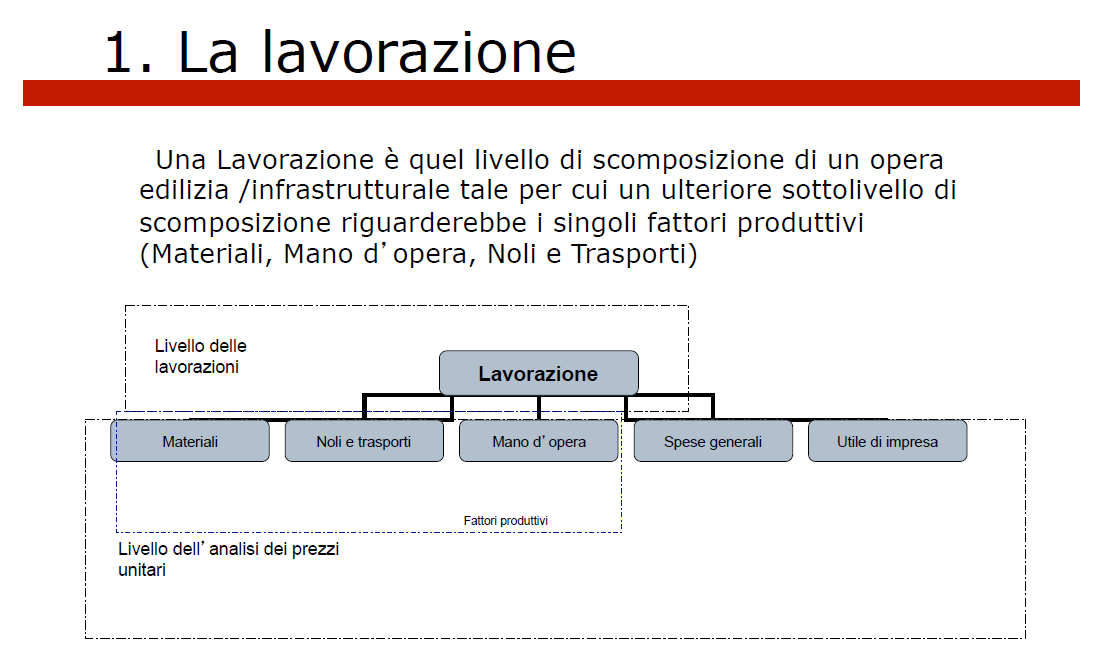 1. La lavorazione
Una Lavorazione è quel livello di scomposizione di un opera
edilizia /infrastrutturale tale per cui un ulteriore sottolivello di
scomposizione riguarderebbe i singoli fattori produttivi
(Materiali, Mano d’opera, Noli e Trasporti)
Livello delle
lavorazioni
Lavorazione
Materiali
Noli e trasporti
Mano d’opera
Spese generali
Utile di impresa
Fattori produttivi
Livello dell’analisi dei prezzi
unitari